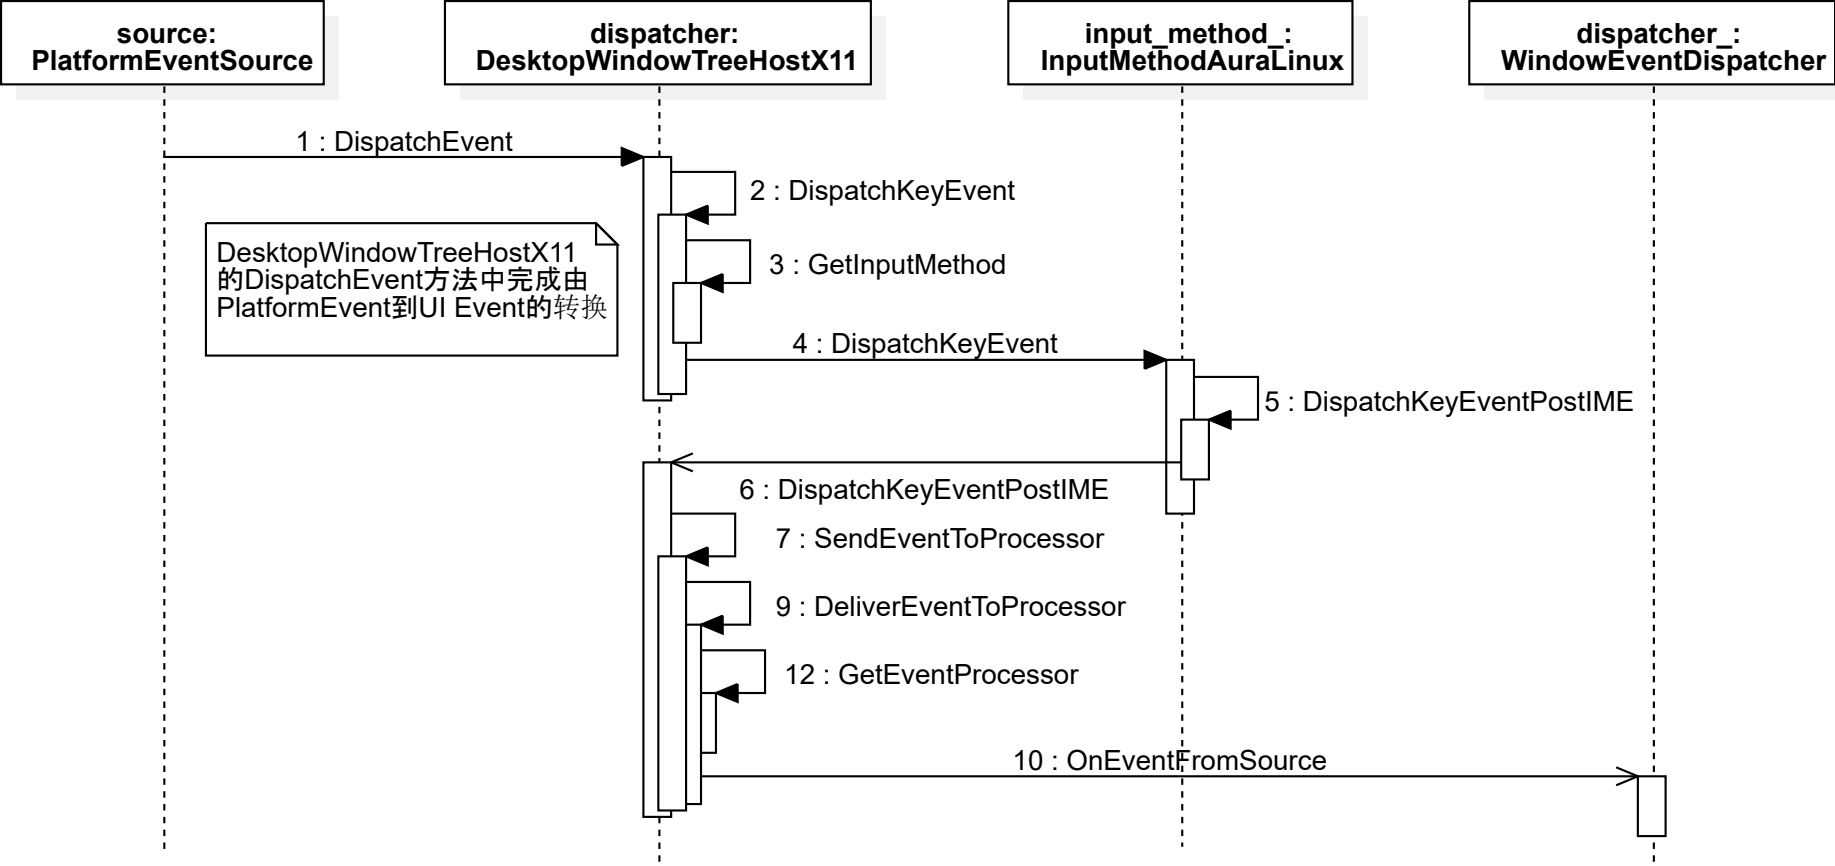 source:
PlatformEventSource
dispatcher:
DesktopWindowTreeHostX11
input_method_:
InputMethodAuraLinux
dispatcher_:
WindowEventDispatcher
1 : DispatchEvent
2 : DispatchKeyEvent
DesktopWindowTreeHostX11
的DispatchEvent方法中完成由
PlatformEvent到UI Event的转换
3 : GetInputMethod
4 : DispatchKeyEvent
5 : DispatchKeyEventPostIME
6 : DispatchKeyEventPostIME
7 : SendEventToProcessor
9 : DeliverEventToProcessor
12 : GetEventProcessor
10 : OnEventFromSource